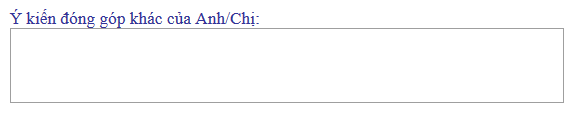 Ý kiến đóng góp khác của Anh/Chị: